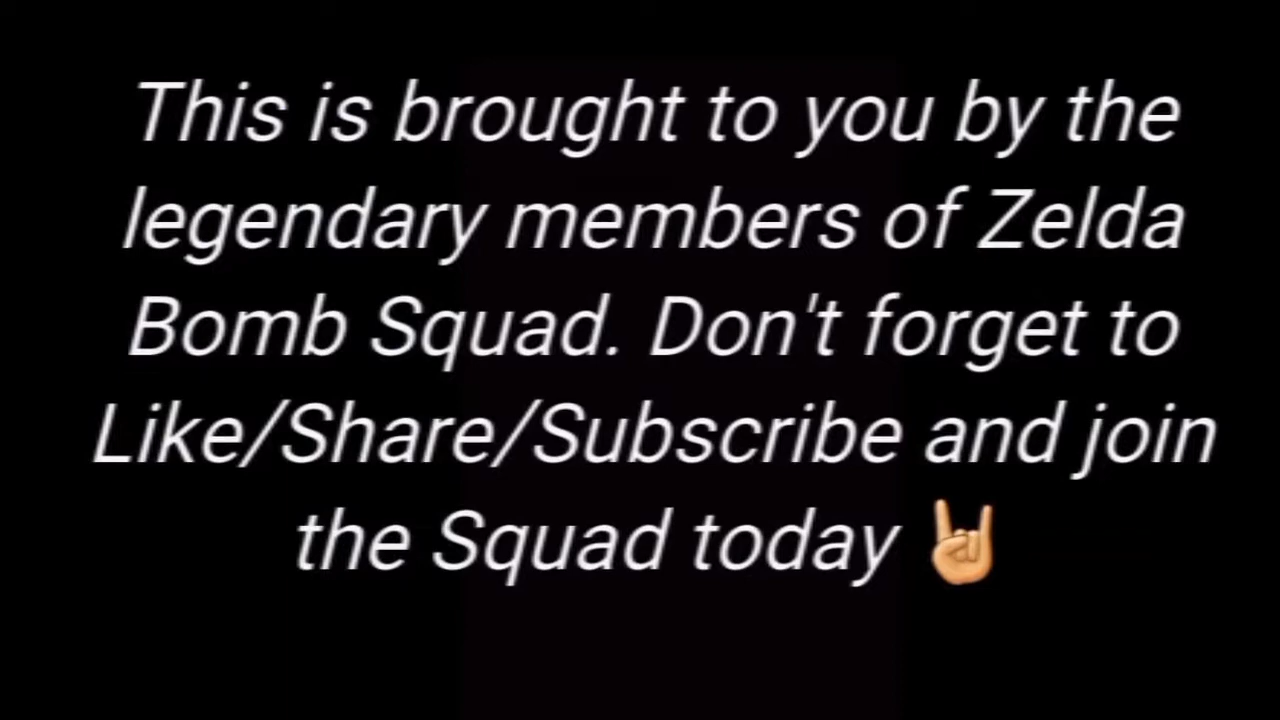 This is brought to you by the
legendary members of Zelda
Bomb Squad. Don't forget to
Like/Share/Subscribe and join
the Squad today 🤘